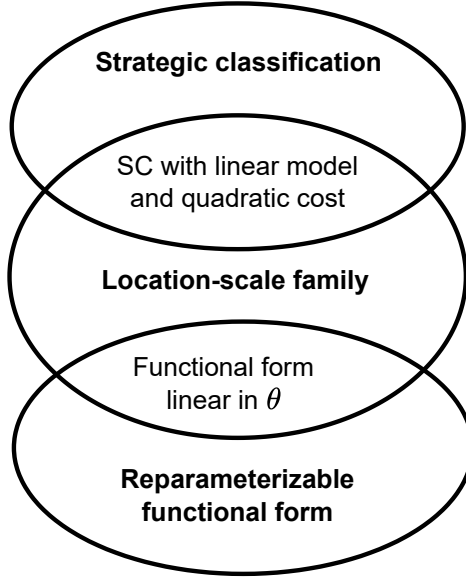 Strategic classification
SC with linear model
and quadratic cost
Location-scale family
Functional form
linear in θ
Reparameterizable
functional form